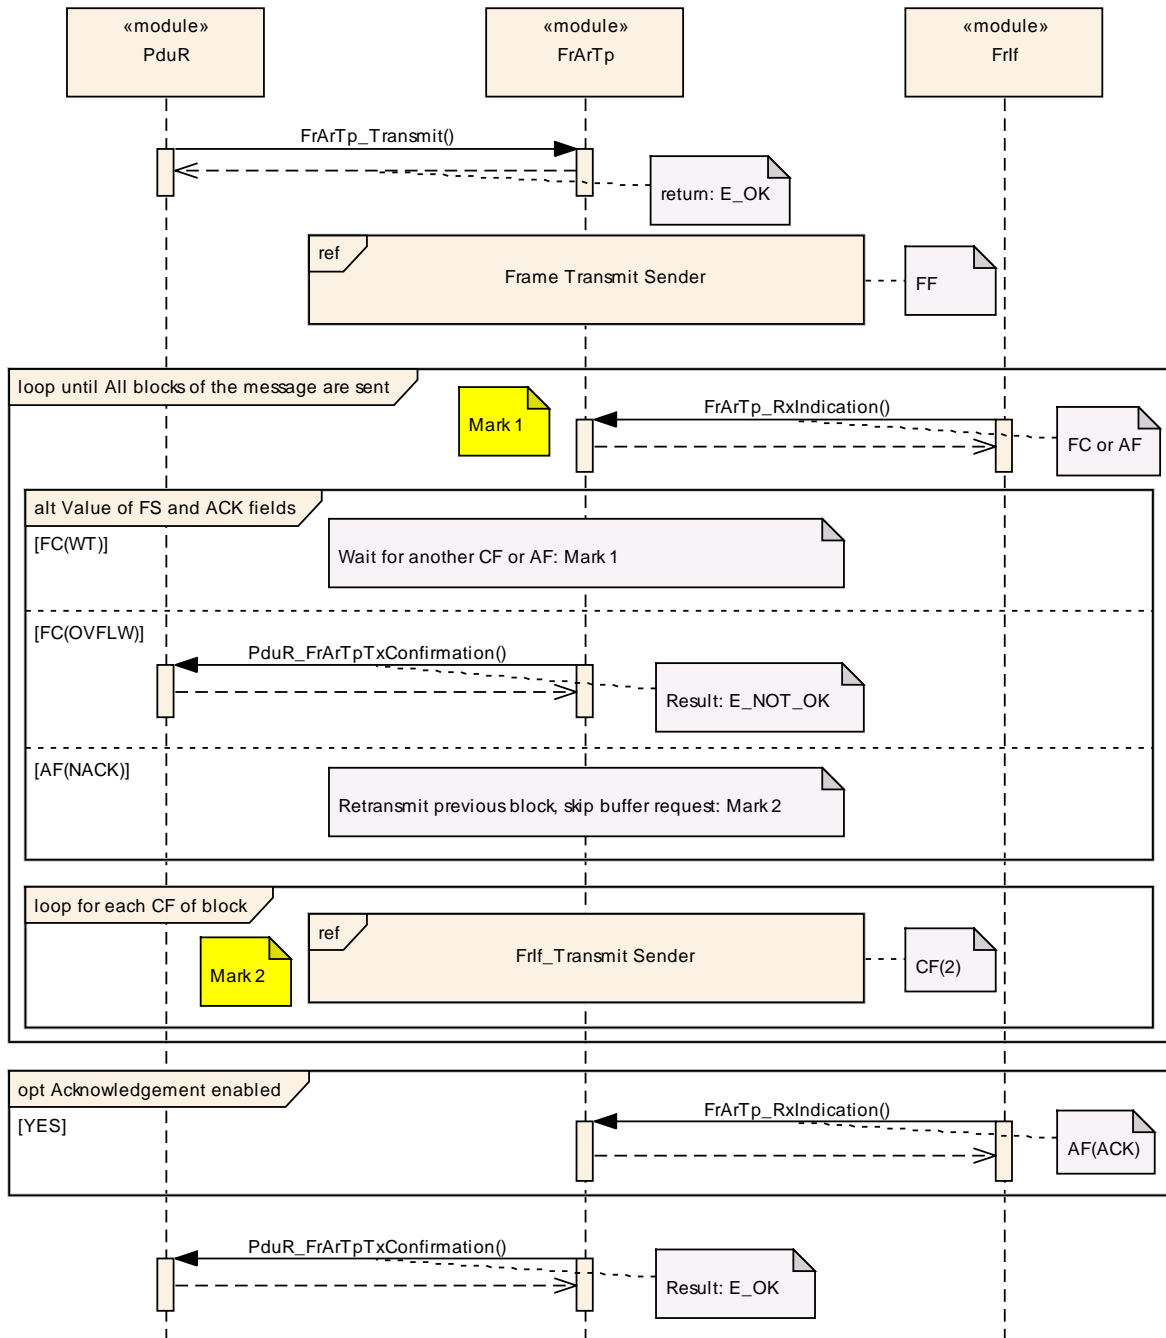 «module»
PduR
«module»
FrArTp
«module»
FrIf
FrArTp_Transmit()
return: E_OK
ref
Frame Transmit Sender
FF
loop until All blocks of the message are sent
Mark 1
FrArTp_RxIndication()
FC or AF
alt Value of FS and ACK fields
[FC(WT)]
Wait for another CF or AF: Mark 1
[FC(OVFLW)]
PduR_FrArTpTxConfirmation()
Result: E_NOT_OK
[AF(NACK)]
Retransmit previous block, skip buffer request: Mark 2
loop for each CF of block
ref
FrIf_Transmit Sender
Mark 2
CF(2)
opt Acknowledgement enabled
[YES]
FrArTp_RxIndication()
AF(ACK)
PduR_FrArTpTxConfirmation()
Result: E_OK